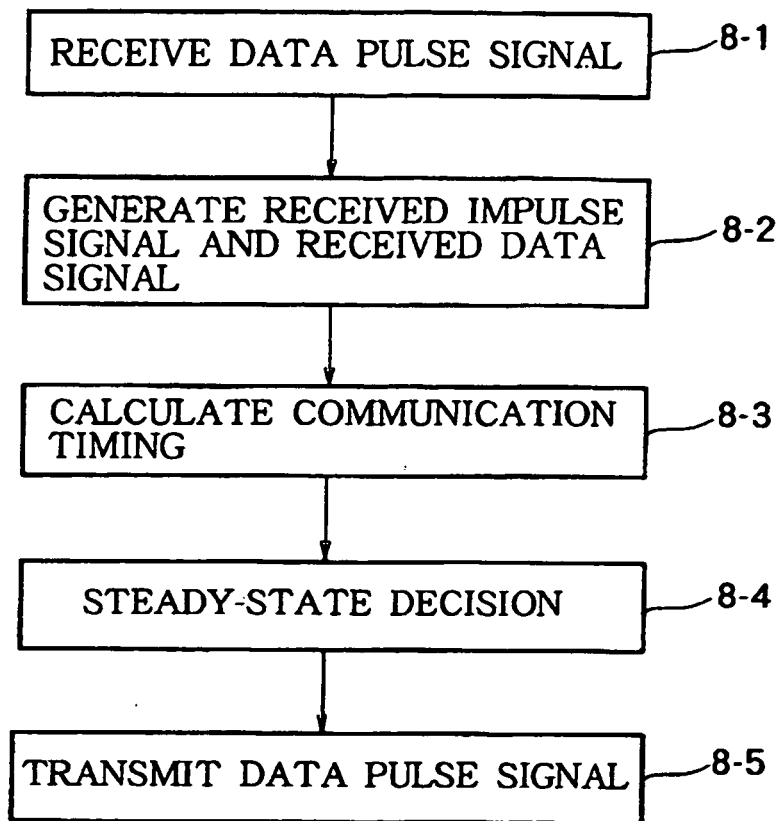 RECEIVE DATA PULSE SIGNAL
8-1
GENERATE RECEIVED IMPULSE
SIGNAL AND RECEIVED DATA
SIGNAL
8-2
CALCULATE COMMUNICATION
TIMING
8-3
STEADY-STATE DECISION
8-4
TRANSMIT DATA PULSE SIGNAL
8-5